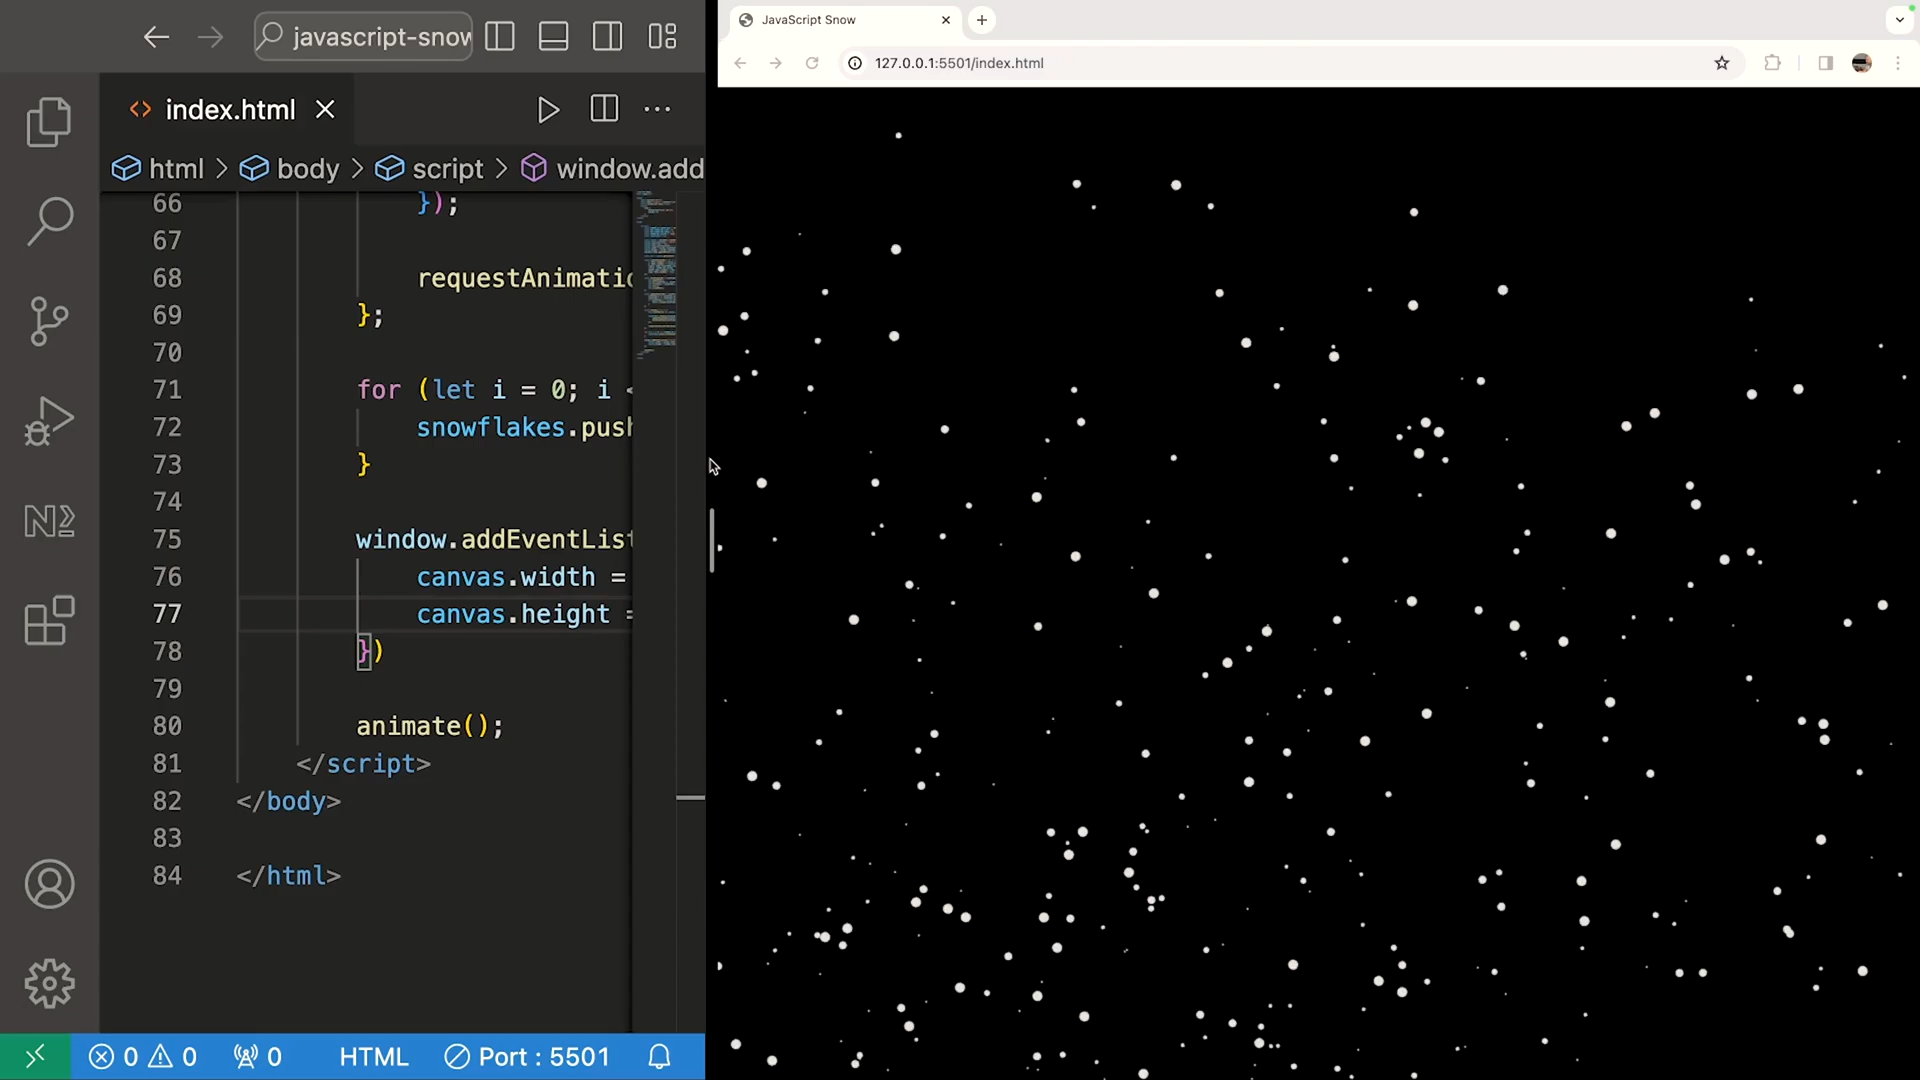 javascript-snow
index.html
html > body > script > window.add
66 });
67
68 requestAnimatio
69 };
70
71 for (let i = 0; i <
72 snowflakes.push
73 }
74
75 window.addEventList
76 canvas.width =
77 canvas.height =
78 })
79
80 animate();
81 </script>
82 </body>
83
84 </html>
0 0 0 HTML Port : 5501
JavaScript Snow
127.0.0.1:5501/index.html